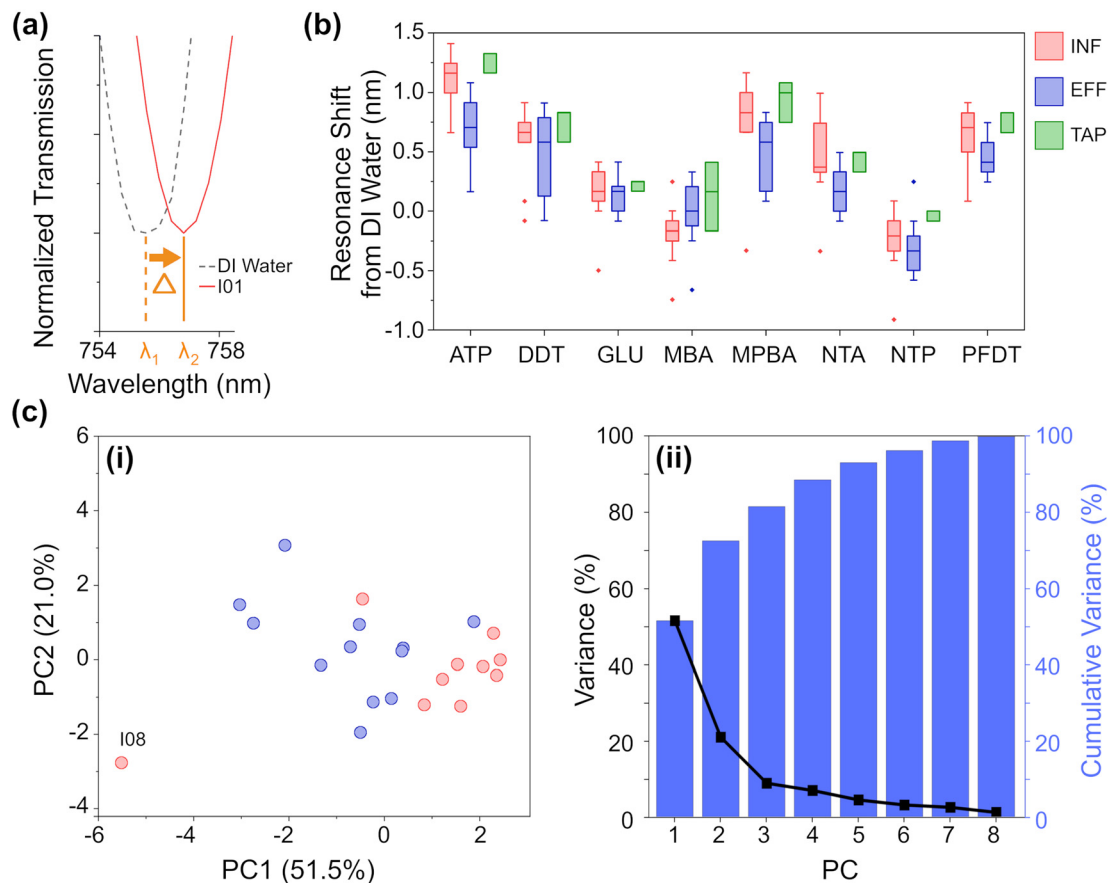 (a)
Normalized Transmission
DI Water
I01
Δ
754
λ1
λ2
758
Wavelength (nm)
(b)
Resonance Shift
from DI Water (nm)
1.5
1.0
0.5
0.0
-0.5
-1.0
ATP
DDT
GLU
MBA
MPBA
NTA
NTP
PFDT
INF
EFF
TAP
(c)
(i)
PC2 (21.0%)
6
4
2
0
-2
-4
I08
-6
-4
-2
0
2
PC1 (51.5%)
(ii)
Variance (%)
100
80
60
40
20
0
1
2
3
4
5
6
7
8
PC
100
80
60
40
20
0
Cumulative Variance (%)